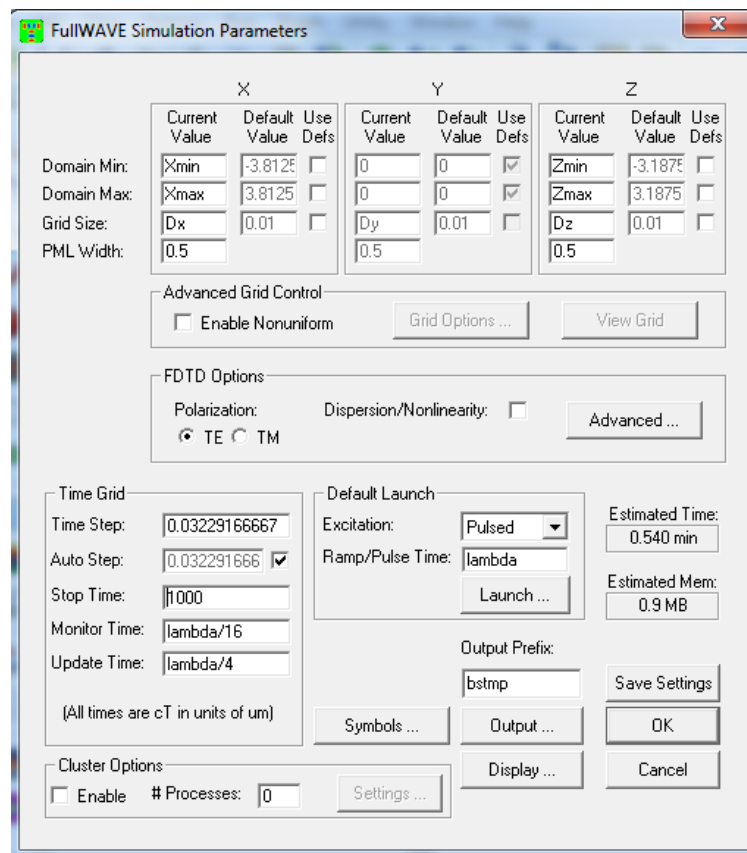 FullWAVE Simulation Parameters
X Y Z
Current Value Default Value Use Defs Current Value Default Value Use Defs Current Value Default Value Use Defs
Domain Min: Xmin -3.8125 0 0 Zmin -3.1875
Domain Max: Xmax 3.8125 0 0 Zmax 3.1875
Grid Size: Dx 0.01 Dy 0.01 Dz 0.01
PML Width: 0.5 0.5 0.5
Advanced Grid Control
Enable Nonuniform Grid Options ... View Grid
FDTD Options
Polarization: Dispersion/Nonlinearity: Advanced ...
TE TM
Time Grid
Time Step: 0.03229166667
Auto Step: 0.032291666
Stop Time: 1000
Monitor Time: lambda/16
Update Time: lambda/4
(All times are cT in units of um)
Default Launch
Excitation: Pulsed
Ramp/Pulse Time: lambda
Launch ...
Estimated Time:
0.540 min
Estimated Mem:
0.9 MB
Output Prefix:
bstmp Save Settings
Symbols ... Output ... OK
Display ... Cancel
Cluster Options
Enable # Processes: 0 Settings ...